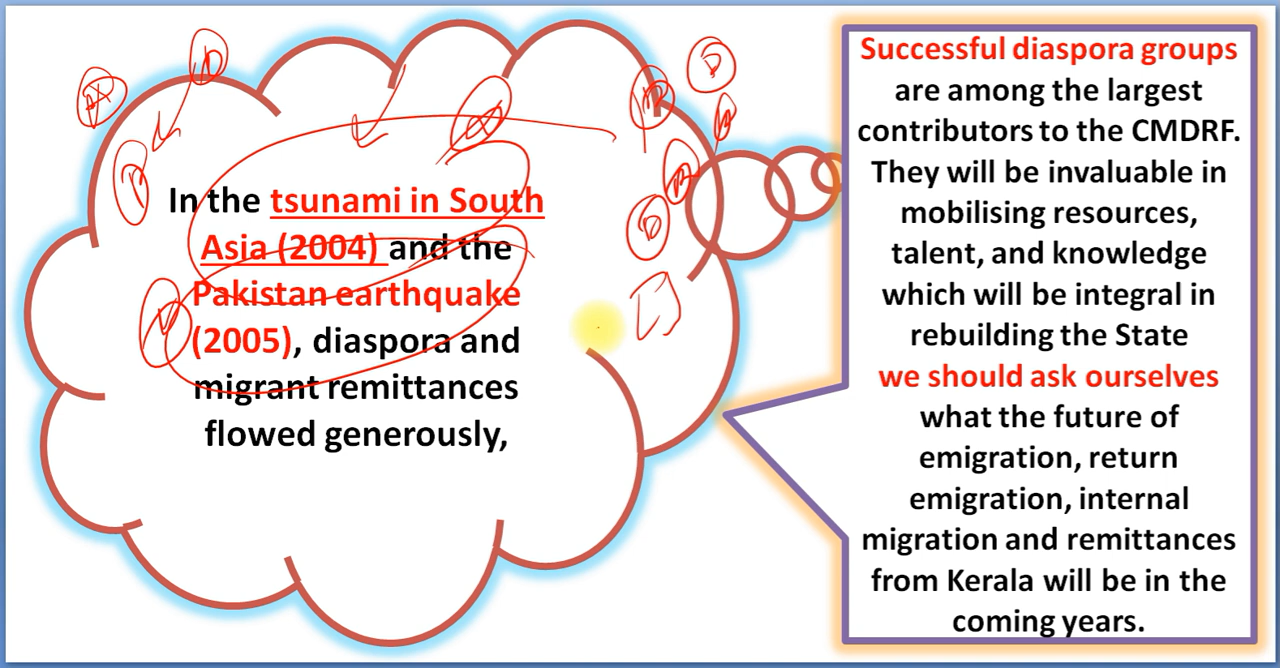 In the tsunami in South
Asia (2004) and the
Pakistan earthquake
(2005), diaspora and
migrant remittances
flowed generously,
Successful diaspora groups
are among the largest
contributors to the CMDRF.
They will be invaluable in
mobilising resources,
talent, and knowledge
which will be integral in
rebuilding the State
we should ask ourselves
what the future of
emigration, return
emigration, internal
migration and remittances
from Kerala will be in the
coming years.